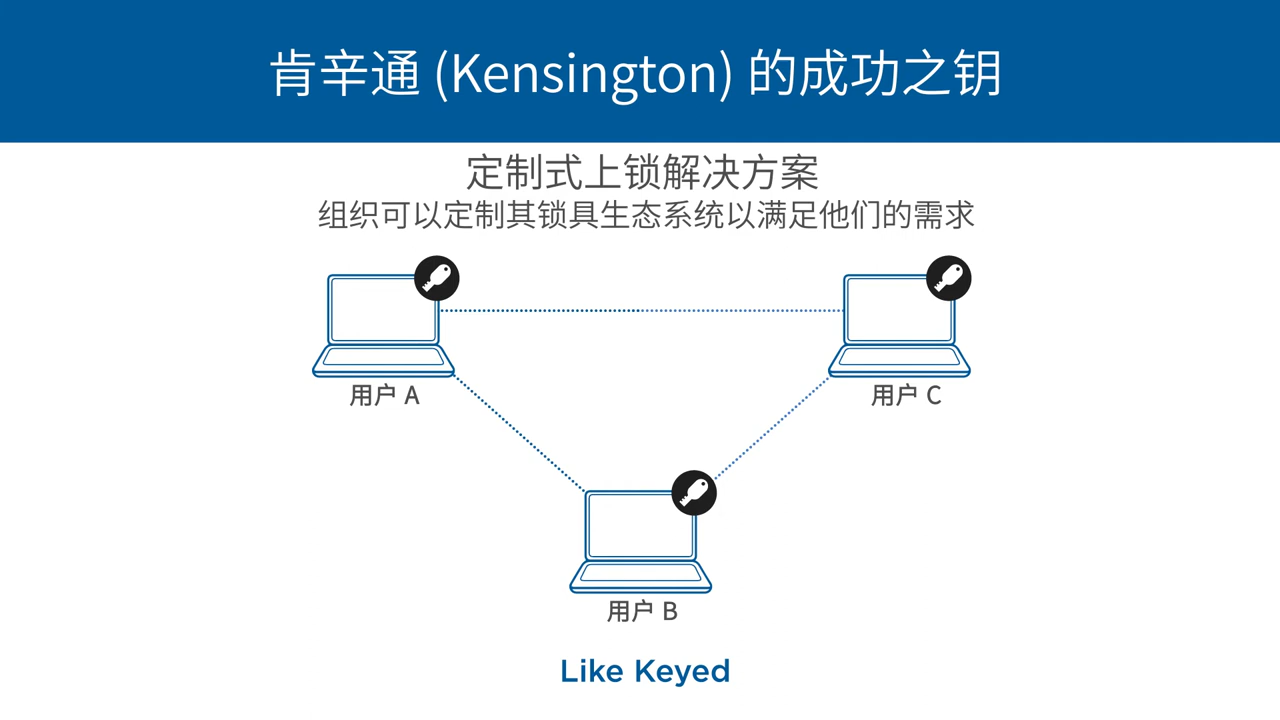 肯辛通 (Kensington) 的成功之钥
定制式上锁解决方案
组织可以定制其锁具生态系统以满足他们的需求
用户 A
用户 C
用户 B
Like Keyed